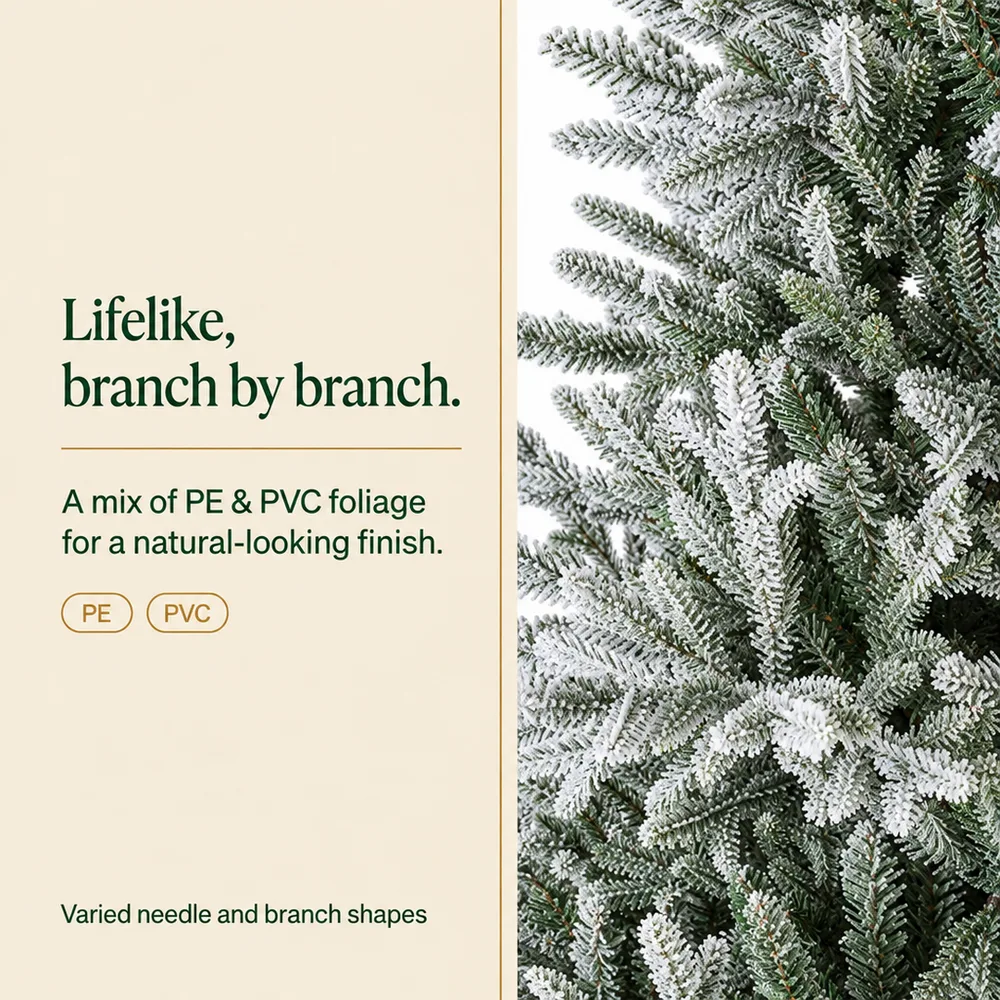 Lifelike,
branch by branch.
A mix of PE & PVC foliage
for a natural-looking finish.
PE
PVC
Varied needle and branch shapes